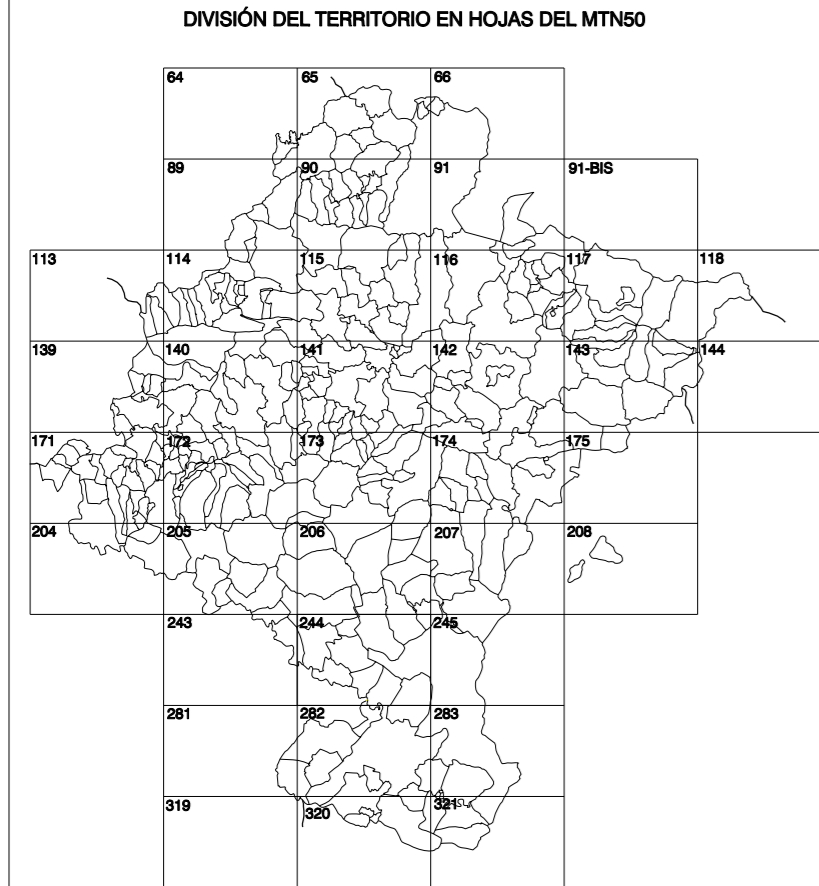 DIVISIÓN DEL TERRITORIO EN HOJAS DEL MTN50
64 65 66
89 90 91 91-BIS
113 114 115 116 117 118
139 140 141 142 143 144
171 172 173 174 175
204 205 206 207 208
243 244 245
281 282 283
319 320 321